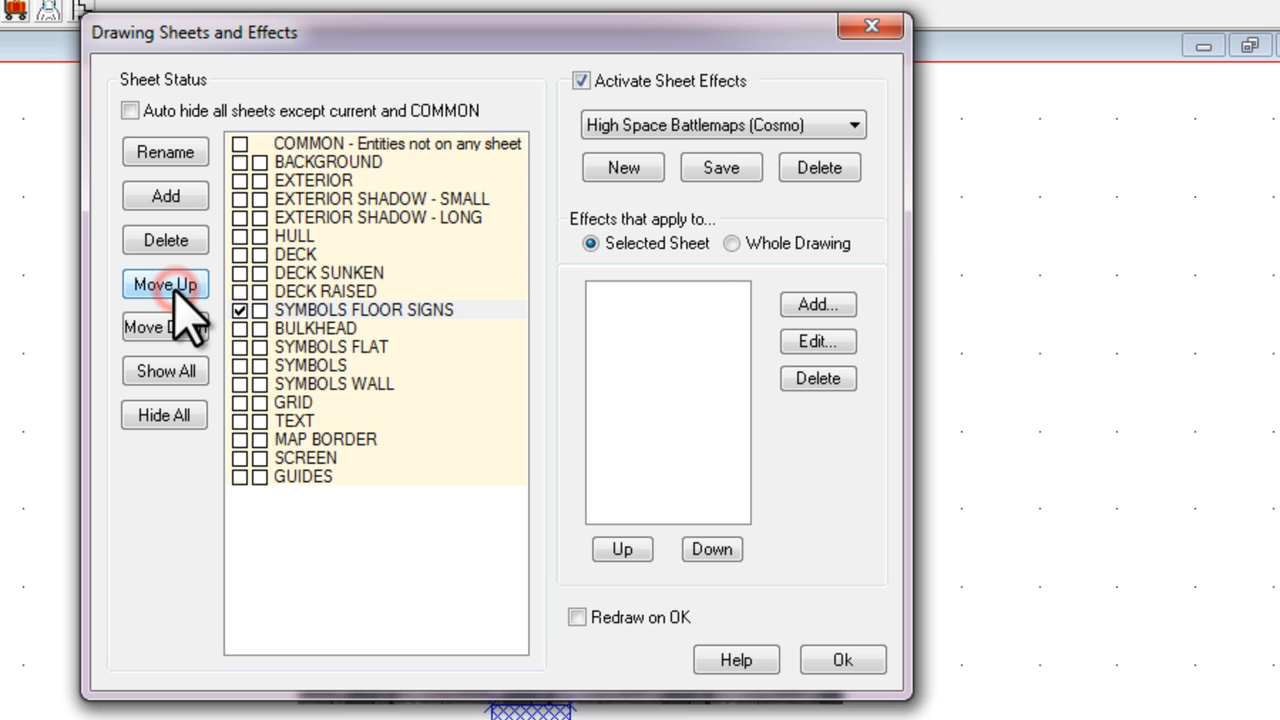 Drawing Sheets and Effects
Sheet Status
Auto hide all sheets except current and COMMON
Rename
Add
Delete
Move Up
Move
Show All
Hide All
COMMON - Entities not on any sheet
BACKGROUND
EXTERIOR
EXTERIOR SHADOW - SMALL
EXTERIOR SHADOW - LONG
HULL
DECK
DECK SUNKEN
DECK RAISED
SYMBOLS FLOOR SIGNS
BULKHEAD
SYMBOLS FLAT
SYMBOLS
SYMBOLS WALL
GRID
TEXT
MAP BORDER
SCREEN
GUIDES
Activate Sheet Effects
High Space Battlemaps (Cosmo)
New
Save
Delete
Effects that apply to...
Selected Sheet
Whole Drawing
Add...
Edit...
Delete
Up
Down
Redraw on OK
Help
Ok